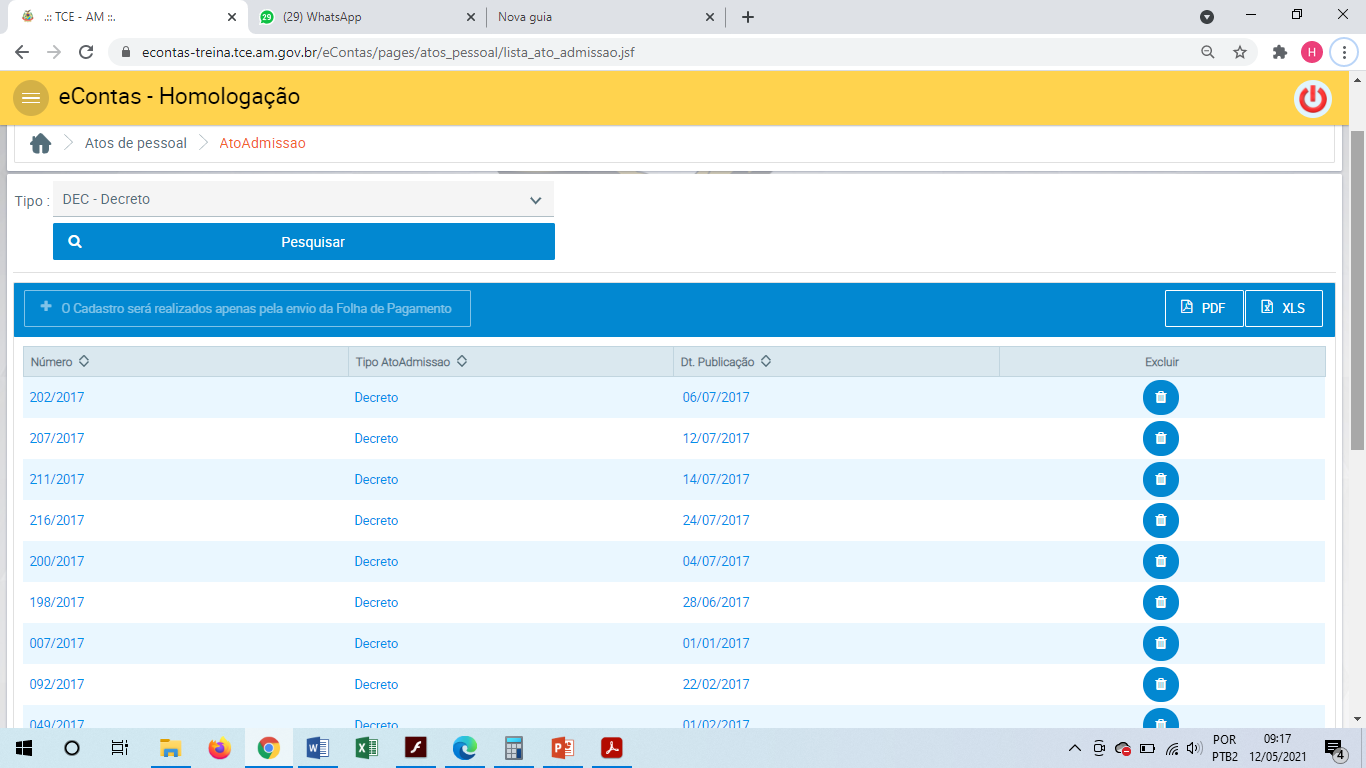 .:: TCE - AM ::.
(29) WhatsApp
Nova guia
econtas-treina.tce.am.gov.br/eContas/pages/atos_pessoal/lista_ato_admissao.jsf
H
eContas - Homologação
Atos de pessoal
AtoAdmissao
Tipo :
DEC - Decreto
Pesquisar
O Cadastro será realizados apenas pela envio da Folha de Pagamento
PDF
XLS
Número Tipo AtoAdmissao Dt. Publicação Excluir
202/2017 Decreto 06/07/2017
207/2017 Decreto 12/07/2017
211/2017 Decreto 14/07/2017
216/2017 Decreto 24/07/2017
200/2017 Decreto 04/07/2017
198/2017 Decreto 28/06/2017
007/2017 Decreto 01/01/2017
092/2017 Decreto 22/02/2017
049/2017 Decreto 01/02/2017
POR
PTB2
09:17
12/05/2021
4